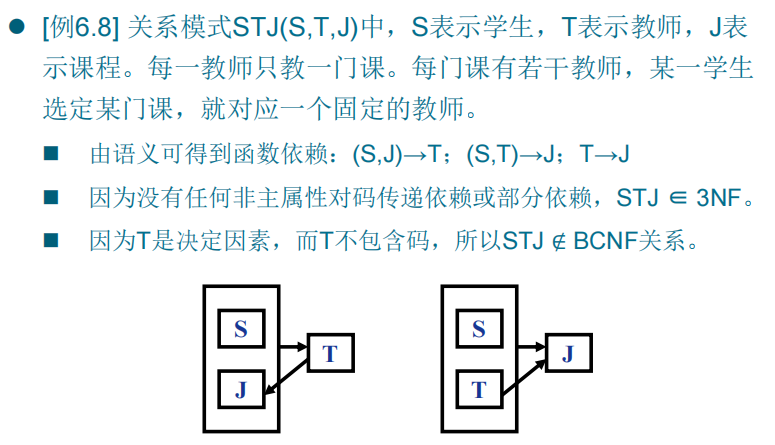 ● [例6.8] 关系模式STJ(S,T,J)中，S表示学生，T表示教师，J表
示课程。每一教师只教一门课。每门课有若干教师，某一学生
选定某门课，就对应一个固定的教师。
■ 由语义可得到函数依赖：(S,J)→T；(S,T)→J；T→J
■ 因为没有任何非主属性对码传递依赖或部分依赖，STJ ∈ 3NF。
■ 因为T是决定因素，而T不包含码，所以STJ ∉ BCNF关系。
S
T
J
S
J
T